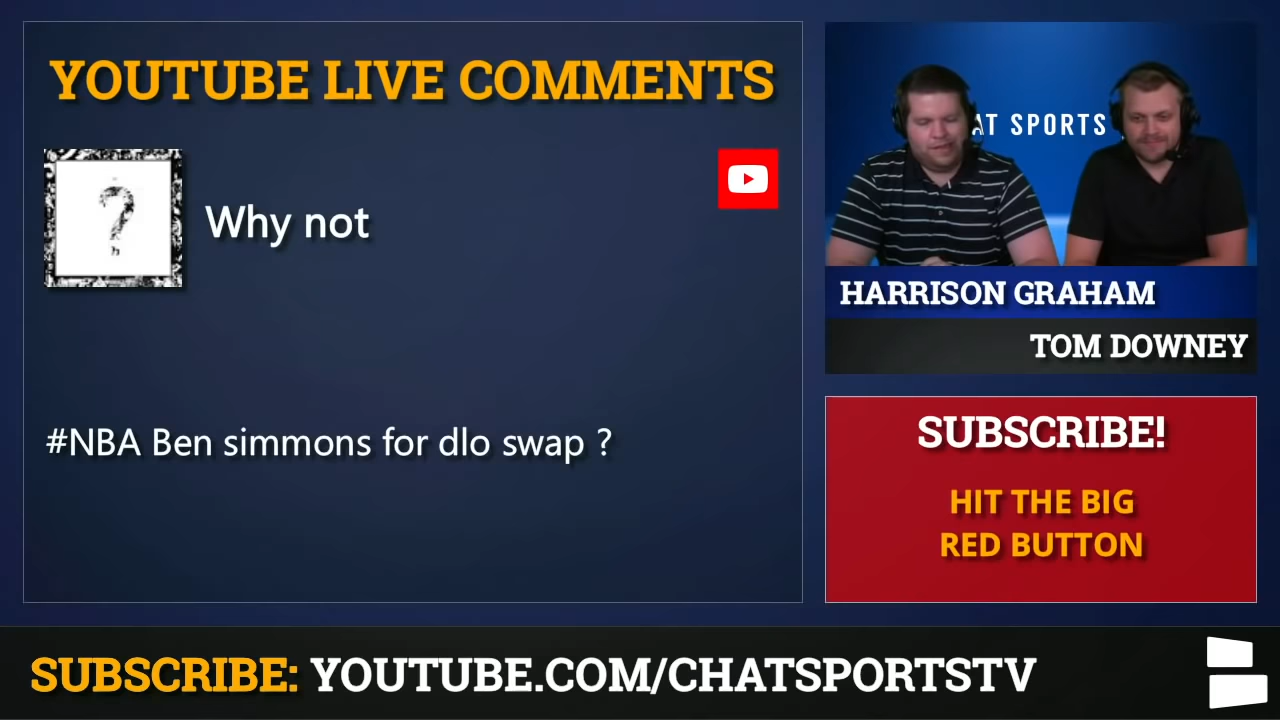 YOUTUBE LIVE COMMENTS
?
Why not
#NBA Ben simmons for dlo swap ?
AT SPORTS
HARRISON GRAHAM
TOM DOWNEY
SUBSCRIBE!
HIT THE BIG
RED BUTTON
SUBSCRIBE: YOUTUBE.COM/CHATSPORTSTV